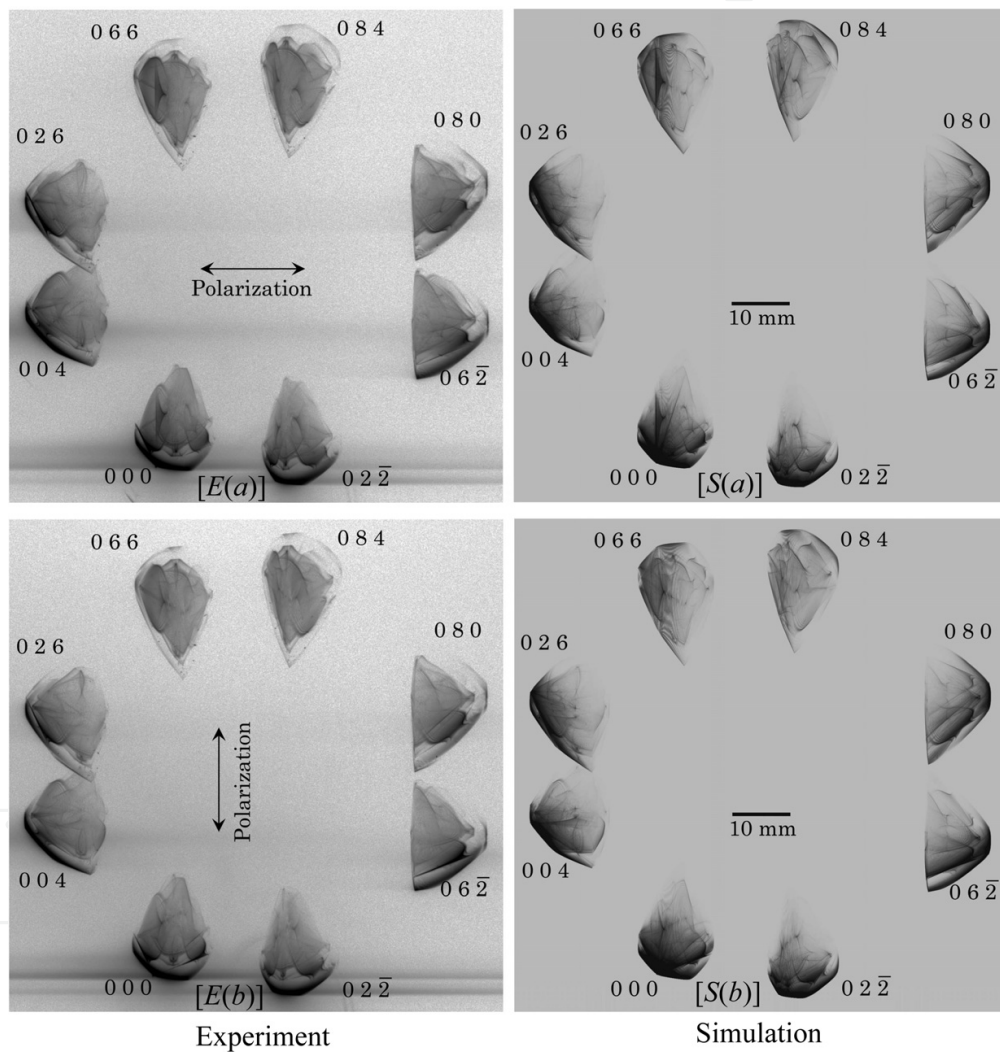 0 6 6
0 8 4
0 2 6
0 8 0
Polarization
0 0 4
0 6 2̅
0 0 0
[E(a)]
0 2 2̅
0 6 6
0 8 4
0 2 6
0 8 0
10 mm
0 0 4
0 6 2̅
0 0 0
[S(a)]
0 2 2̅
0 6 6
0 8 4
0 2 6
0 8 0
Polarization
0 0 4
0 6 2̅
0 0 0
[E(b)]
0 2 2̅
0 6 6
0 8 4
0 2 6
0 8 0
10 mm
0 0 4
0 6 2̅
0 0 0
[S(b)]
0 2 2̅
Experiment
Simulation